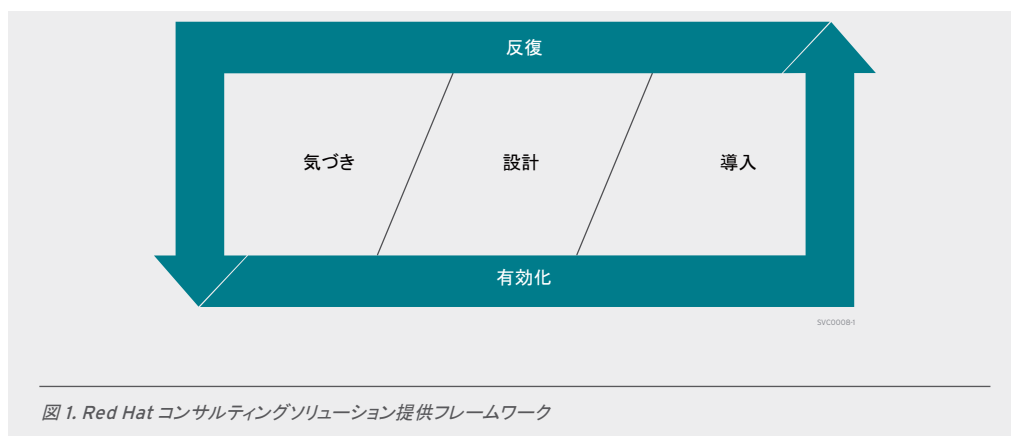 反復
気づき
設計
導入
有効化
SVC0008-1
図 1. Red Hat コンサルティングソリューション提供フレームワーク